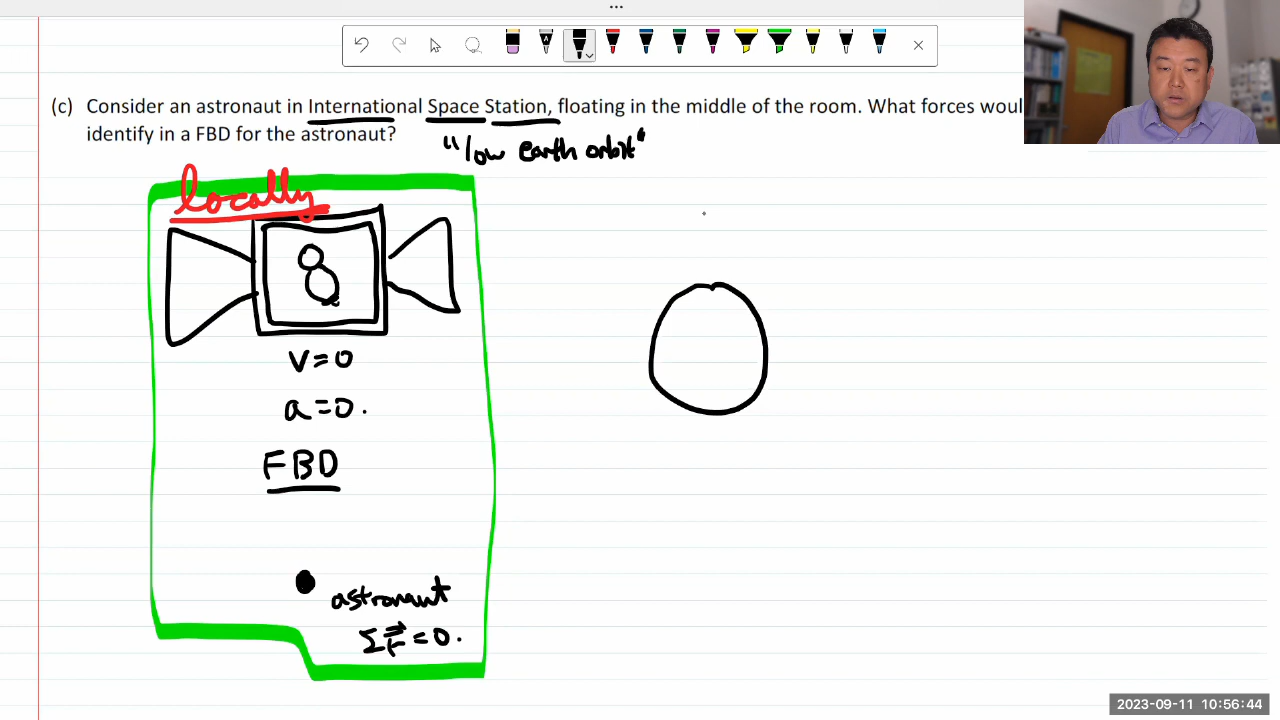 (c) Consider an astronaut in International Space Station, floating in the middle of the room. What forces
identify in a FBD for the astronaut?
"low earth orbit"
locally
8
v=0
a=0.
FBD
astronaut
ΣF⃗=0.
2023-09-11 10:56:44